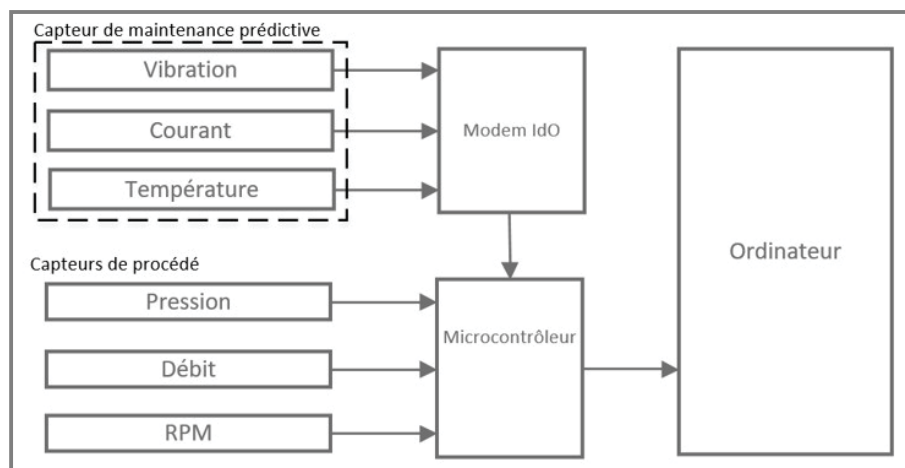 Capteur de maintenance prédictive
Vibration
Courant
Température
Modem IdO
Ordinateur
Capteurs de procédé
Pression
Débit
RPM
Microcontrôleur